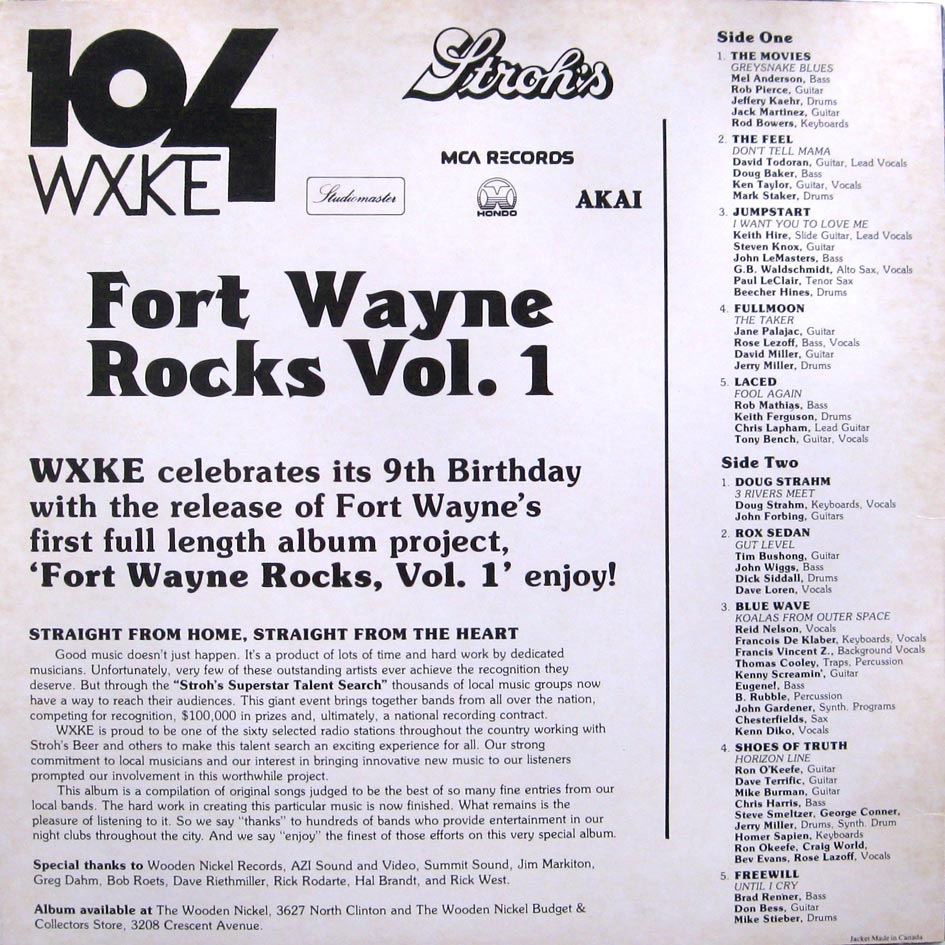 104
WXKE
Stroh's
MCA RECORDS
Studiomaster
HONDO
AKAI
Fort Wayne
Rocks Vol. 1
WXKE celebrates its 9th Birthday
with the release of Fort Wayne's
first full length album project,
'Fort Wayne Rocks, Vol. 1' enjoy!
STRAIGHT FROM HOME, STRAIGHT FROM THE HEART
Good music doesn't just happen. It's a product of lots of time and hard work by dedicated
musicians. Unfortunately, very few of these outstanding artists ever achieve the recognition they
deserve. But through the "Stroh's Superstar Talent Search" thousands of local music groups now
have a way to reach their audiences. This giant event brings together bands from all over the nation,
competing for recognition, $100,000 in prizes and, ultimately, a national recording contract.
WXKE is proud to be one of the sixty selected radio stations throughout the country working with
Stroh's Beer and others to make this talent search an exciting experience for all. Our strong
commitment to local musicians and our interest in bringing innovative new music to our listeners
prompted our involvement in this worthwhile project.
This album is a compilation of original songs judged to be the best of so many fine entries from our
local bands. The hard work in creating this particular music is now finished. What remains is the
pleasure of listening to it. So we say "thanks" to hundreds of bands who provide entertainment in our
night clubs throughout the city. And we say "enjoy" the finest of those efforts on this very special album.
Special thanks to Wooden Nickel Records, AZI Sound and Video, Summit Sound, Jim Markiton,
Greg Dahm, Bob Roets, Dave Riethmiller, Rick Rodarte, Hal Brandt, and Rick West.
Album available at The Wooden Nickel, 3627 North Clinton and The Wooden Nickel Budget &
Collectors Store, 3208 Crescent Avenue.
Side One
1. THE MOVIES
GREYSNAKE BLUES
Mel Anderson, Bass
Rob Pierce, Guitar
Jeffery Kaehr, Drums
Jack Martinez, Guitar
Rod Bowers, Keyboards
2. THE FEEL
DON'T TELL MAMA
David Todoran, Guitar, Lead Vocals
Doug Baker, Bass
Ken Taylor, Guitar, Vocals
Mark Staker, Drums
3. JUMPSTART
I WANT YOU TO LOVE ME
Keith Hire, Slide Guitar, Lead Vocals
Steven Knox, Guitar
John LeMasters, Bass
G.B. Waldschmidt, Alto Sax, Vocals
Paul LeClair, Tenor Sax
Beecher Hines, Drums
4. FULLMOON
THE TAKER
Jane Palajac, Guitar
Rose Lezoff, Bass, Vocals
David Miller, Guitar
Jerry Miller, Drums
5. LACED
FOOL AGAIN
Rob Mathias, Bass
Keith Ferguson, Drums
Chris Lapham, Lead Guitar
Tony Bench, Guitar, Vocals
Side Two
1. DOUG STRAHM
3 RIVERS MEET
Doug Strahm, Keyboards, Vocals
John Forbing, Guitars
2. ROX SEDAN
GUT LEVEL
Tim Bushong, Guitar
John Wiggs, Bass
Dick Siddall, Drums
Dave Loren, Vocals
3. BLUE WAVE
KOALAS FROM OUTER SPACE
Reid Nelson, Vocals
Francois De Klaber, Keyboards, Vocals
Francis Vincent Z., Background Vocals
Thomas Cooley, Traps, Percussion
Kenny Screamin', Guitar
Eugene!, Bass
B. Rubble, Percussion
John Gardener, Synth. Programs
Chesterfields, Sax
Kenn Diko, Vocals
4. SHOES OF TRUTH
HORIZON LINE
Ron O'Keefe, Guitar
Dave Terrific, Guitar
Mike Burman, Guitar
Chris Harris, Bass
Steve Smeltzer, George Conner,
Jerry Miller, Drums, Synth. Drum
Homer Sapien, Keyboards
Ron Okeefe, Craig World,
Bev Evans, Rose Lazoff, Vocals
5. FREEWILL
UNTIL I CRY
Brad Renner, Bass
Don Bess, Guitar
Mike Stieber, Drums
Jacket Made in Canada